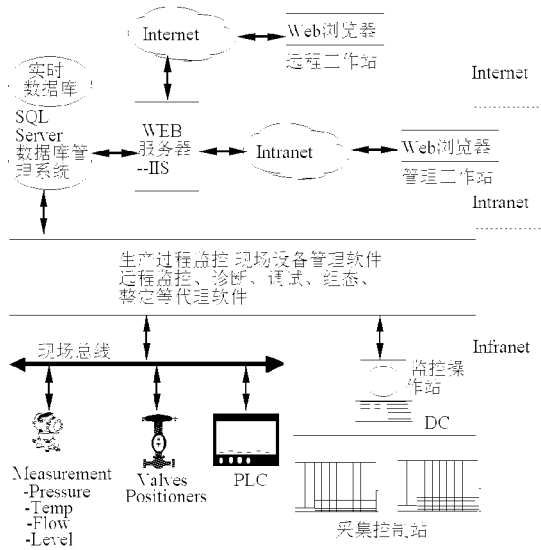 Internet
Web浏览器
远程工作站
Internet
实时
数据库
SQL
Server
数据库管
理系统
WEB
服务器
--IIS
Intranet
Web浏览器
管理工作站
Intranet
生产过程监控 现场设备管理软件
远程监控、诊断、调试、组态、
整定等代理软件
现场总线
Infranet
监控操
作站
DC
Measurement
-Pressure
-Temp
-Flow
-Level
Valves
Positioners
PLC
采集控制站